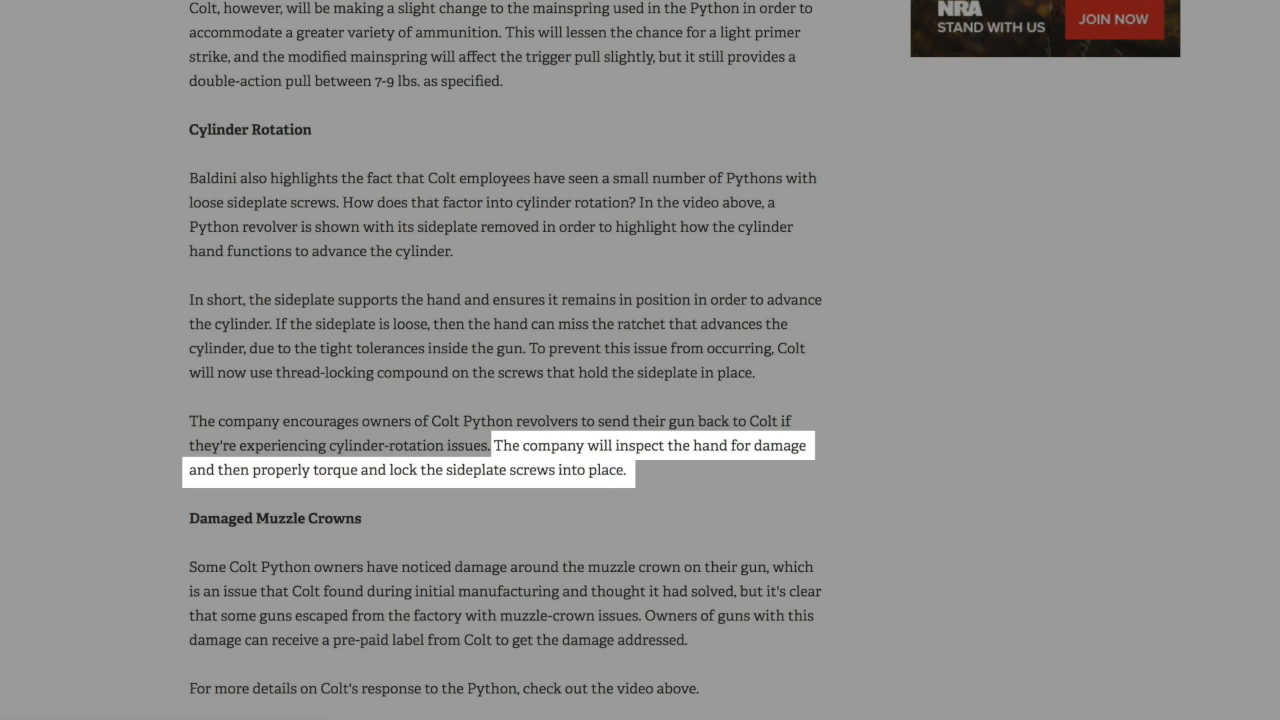 Colt, however, will be making a slight change to the mainspring used in the Python in order to
accommodate a greater variety of ammunition. This will lessen the chance for a light primer
strike, and the modified mainspring will affect the trigger pull slightly, but it still provides a
double-action pull between 7-9 lbs. as specified.
Cylinder Rotation
Baldini also highlights the fact that Colt employees have seen a small number of Pythons with
loose sideplate screws. How does that factor into cylinder rotation? In the video above, a
Python revolver is shown with its sideplate removed in order to highlight how the cylinder
hand functions to advance the cylinder.
In short, the sideplate supports the hand and ensures it remains in position in order to advance
the cylinder. If the sideplate is loose, then the hand can miss the ratchet that advances the
cylinder, due to the tight tolerances inside the gun. To prevent this issue from occurring, Colt
will now use thread-locking compound on the screws that hold the sideplate in place.
The company encourages owners of Colt Python revolvers to send their gun back to Colt if
they're experiencing cylinder-rotation issues. The company will inspect the hand for damage
and then properly torque and lock the sideplate screws into place.
Damaged Muzzle Crowns
Some Colt Python owners have noticed damage around the muzzle crown on their gun, which
is an issue that Colt found during initial manufacturing and thought it had solved, but it's clear
that some guns escaped from the factory with muzzle-crown issues. Owners of guns with this
damage can receive a pre-paid label from Colt to get the damage addressed.
For more details on Colt's response to the Python, check out the video above.
NRA
STAND WITH US
JOIN NOW